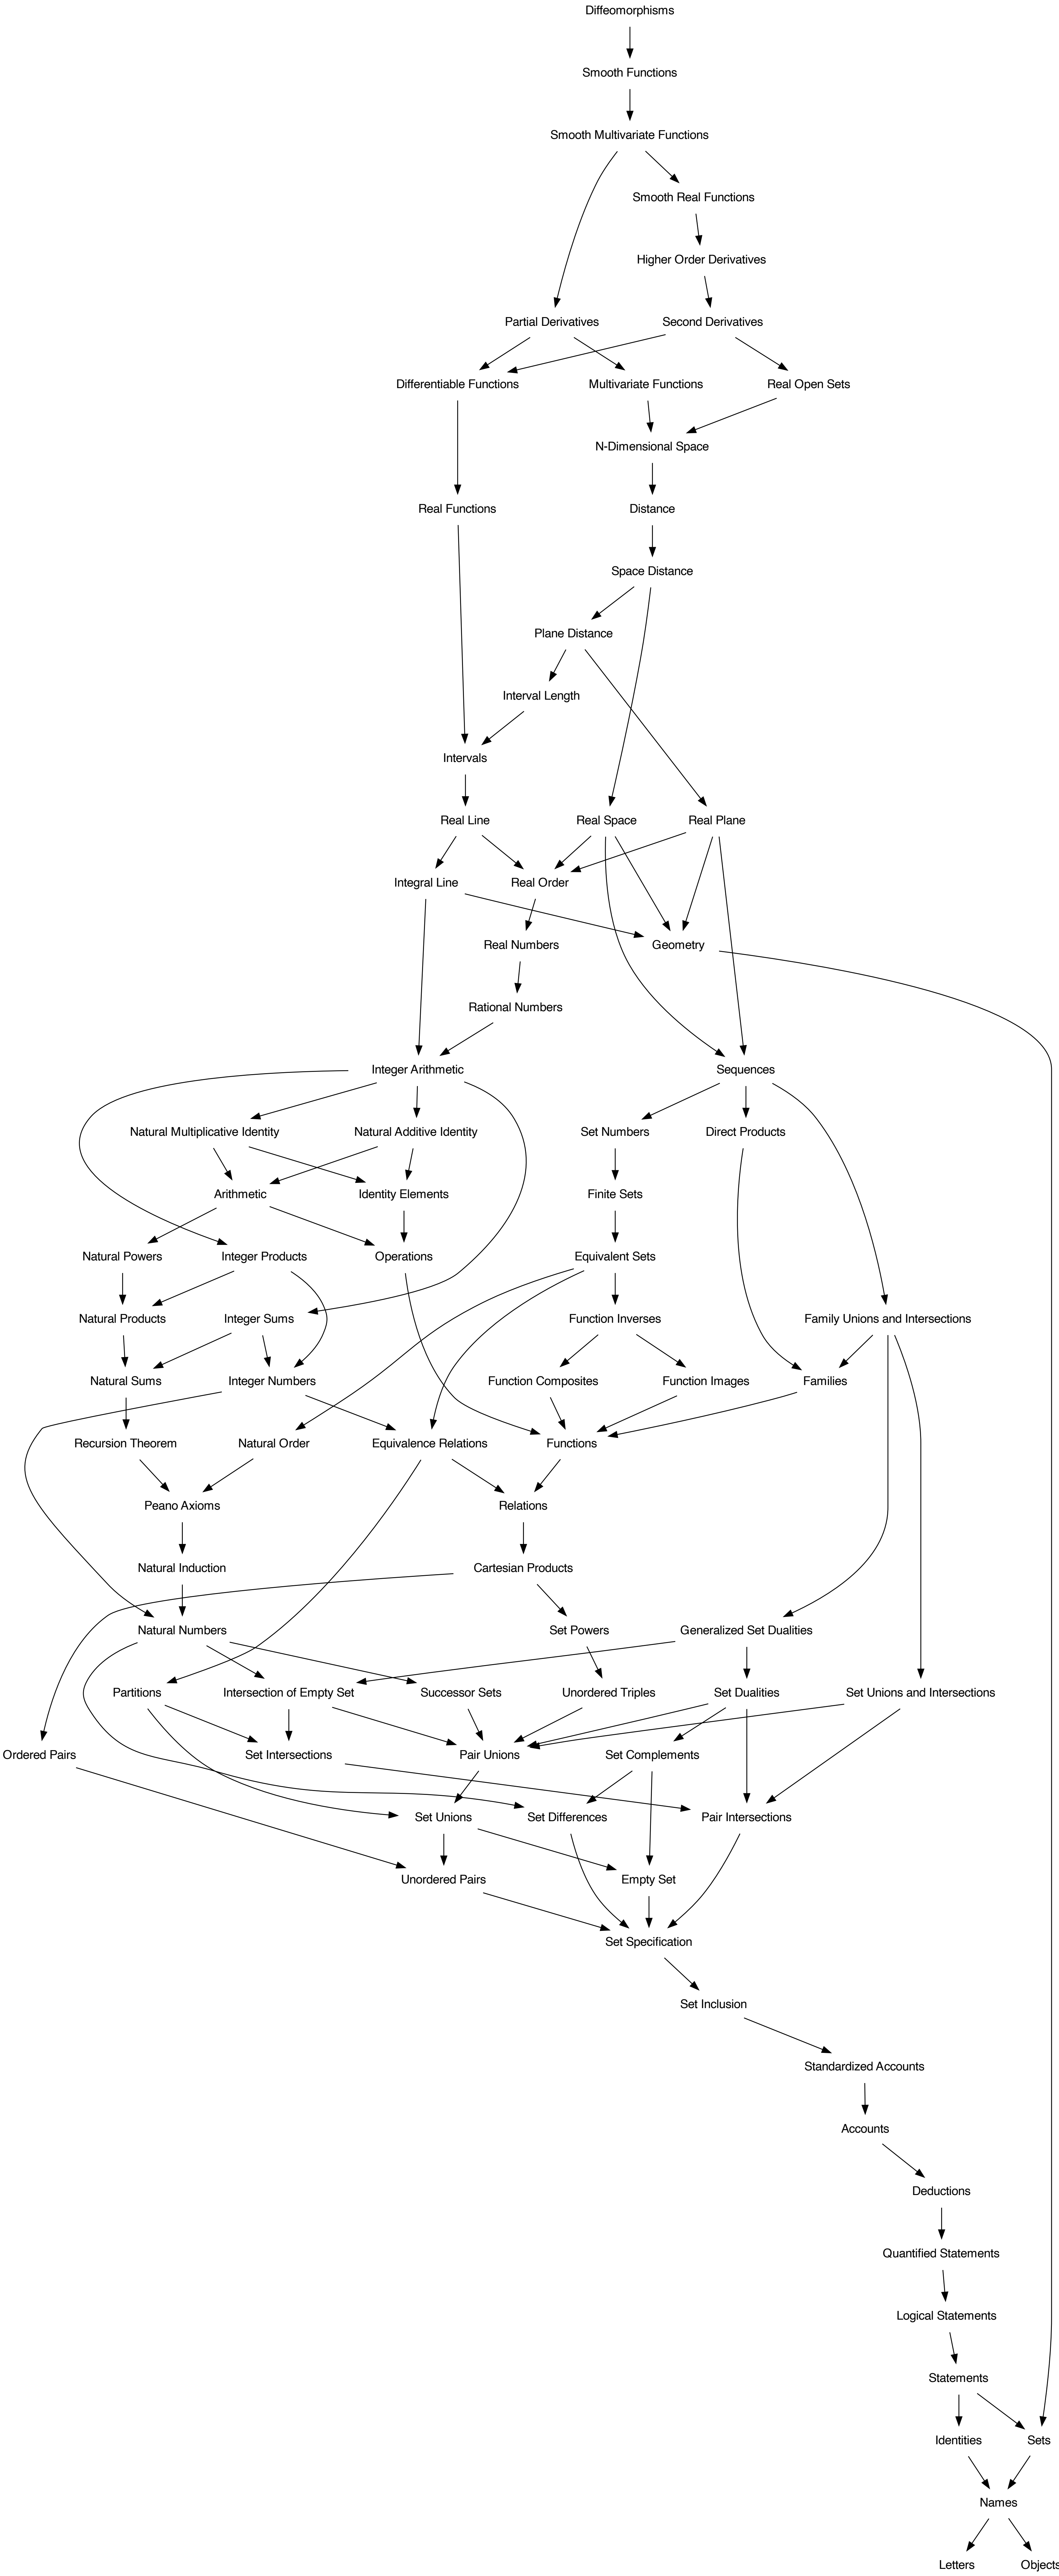 Diffeomorphisms
Smooth Functions
Smooth Multivariate Functions
Smooth Real Functions
Higher Order Derivatives
Partial Derivatives
Second Derivatives
Differentiable Functions
Multivariate Functions
Real Open Sets
N-Dimensional Space
Real Functions
Distance
Space Distance
Plane Distance
Interval Length
Intervals
Real Line
Real Space
Real Plane
Integral Line
Real Order
Real Numbers
Geometry
Rational Numbers
Integer Arithmetic
Sequences
Natural Multiplicative Identity
Natural Additive Identity
Set Numbers
Direct Products
Arithmetic
Identity Elements
Finite Sets
Natural Powers
Integer Products
Operations
Equivalent Sets
Natural Products
Integer Sums
Function Inverses
Family Unions and Intersections
Natural Sums
Integer Numbers
Function Composites
Function Images
Families
Recursion Theorem
Natural Order
Equivalence Relations
Functions
Peano Axioms
Relations
Natural Induction
Cartesian Products
Natural Numbers
Set Powers
Generalized Set Dualities
Partitions
Intersection of Empty Set
Successor Sets
Unordered Triples
Set Dualities
Set Unions and Intersections
Ordered Pairs
Set Intersections
Pair Unions
Set Complements
Set Unions
Set Differences
Pair Intersections
Unordered Pairs
Empty Set
Set Specification
Set Inclusion
Standardized Accounts
Accounts
Deductions
Quantified Statements
Logical Statements
Statements
Identities
Sets
Names
Letters
Objects